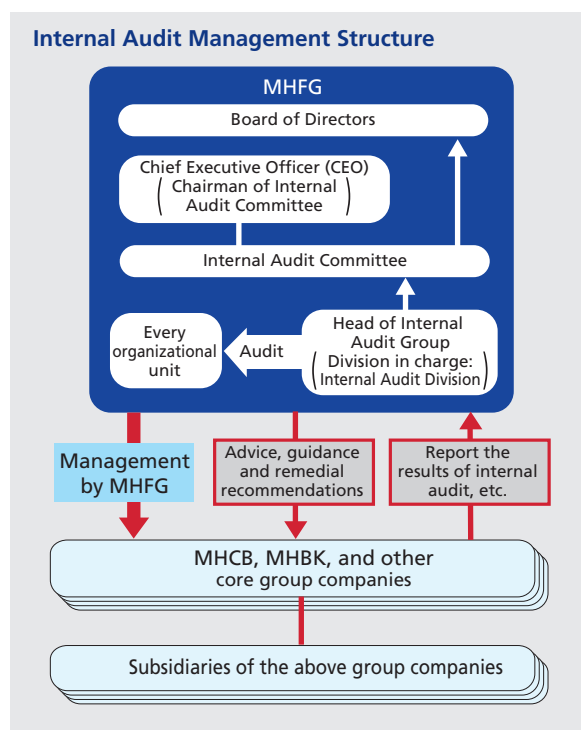 Internal Audit Management Structure
MHFG
Board of Directors
Chief Executive Officer (CEO)
(Chairman of Internal
Audit Committee)
Internal Audit Committee
Every
organizational
unit
Audit
Head of Internal
Audit Group
(Division in charge:
Internal Audit Division)
Management
by MHFG
Advice, guidance
and remedial
recommendations
Report the
results of internal
audit, etc.
MHCB, MHBK, and other
core group companies
Subsidiaries of the above group companies